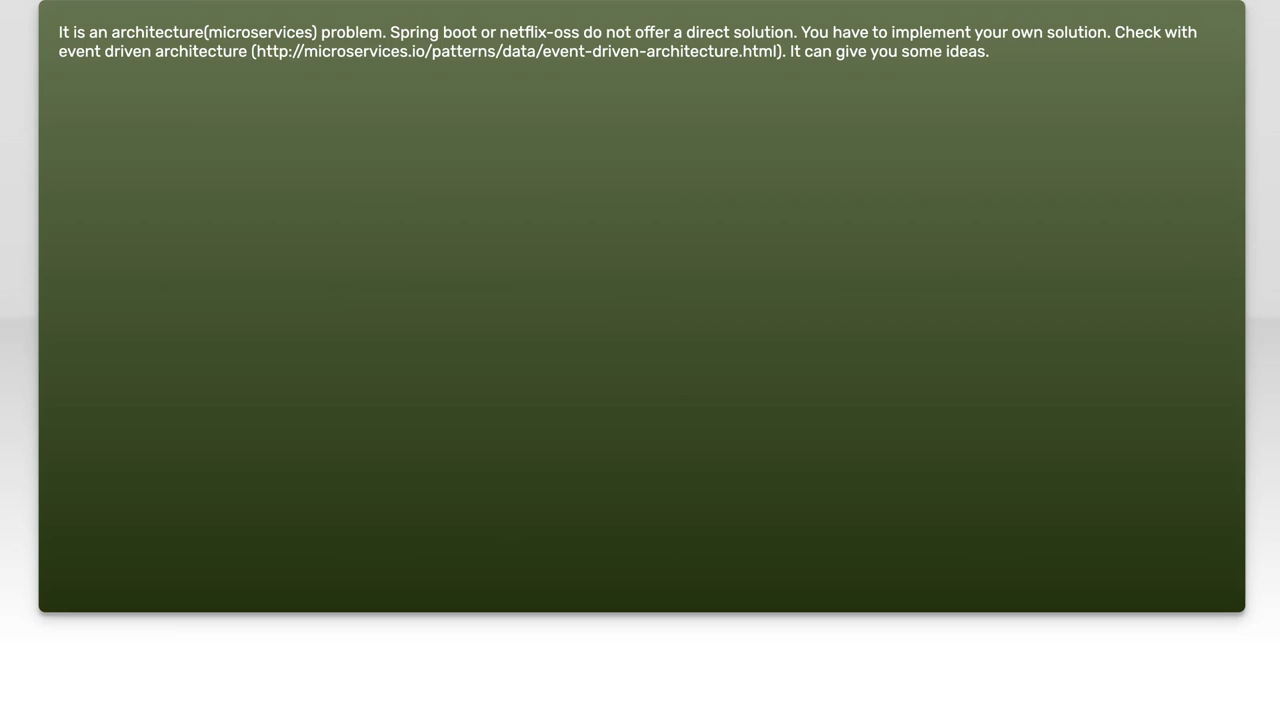 It is an architecture(microservices) problem. Spring boot or netflix-oss do not offer a direct solution. You have to implement your own solution. Check with
event driven architecture (http://microservices.io/patterns/data/event-driven-architecture.html). It can give you some ideas.